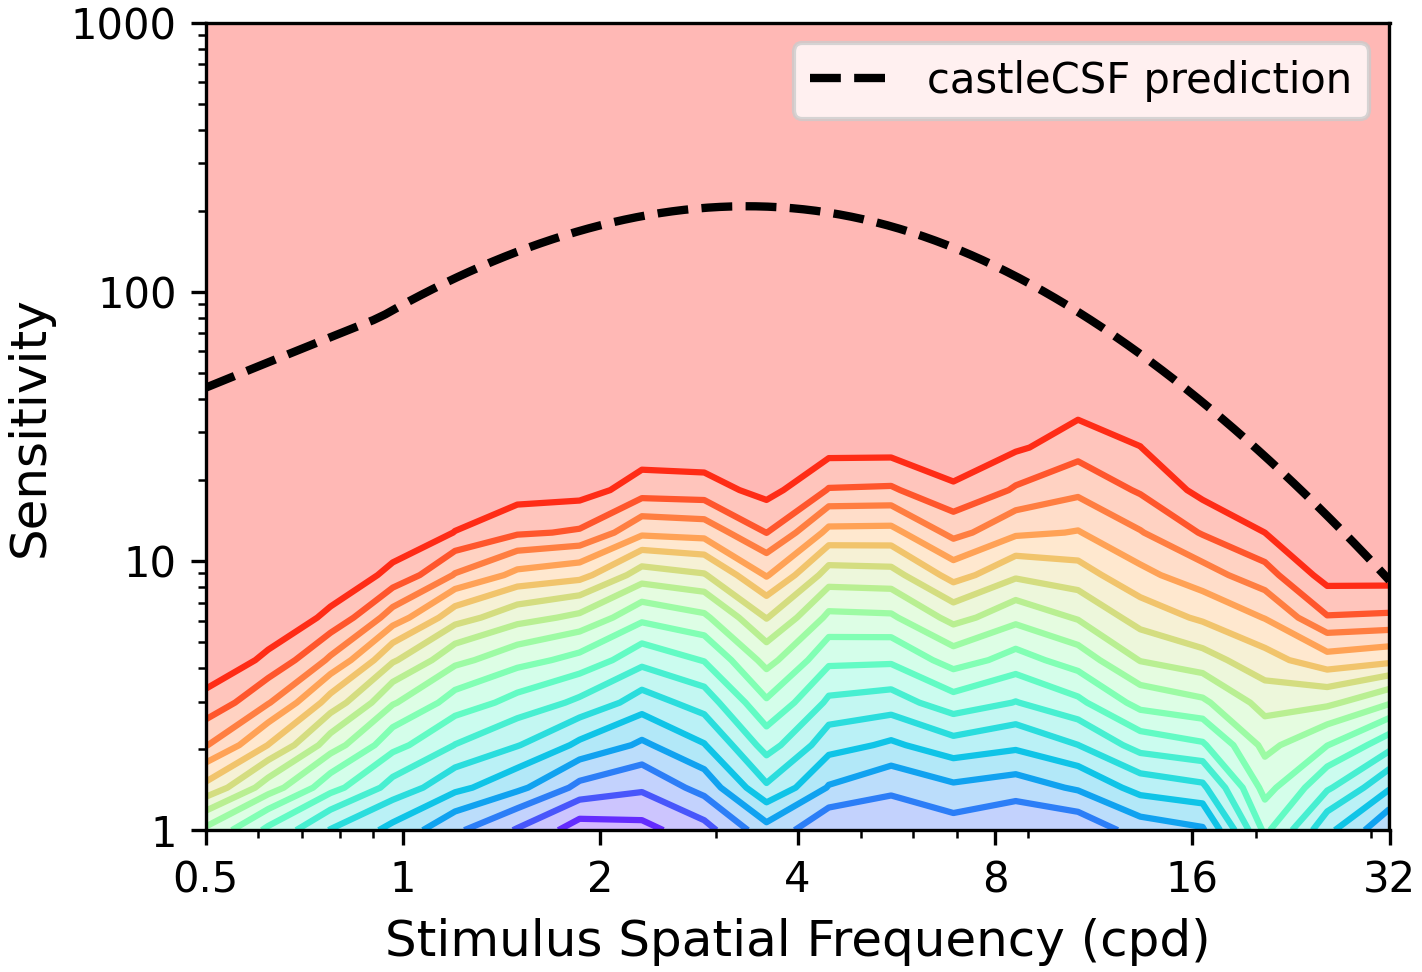 1000
100
10
1
Sensitivity
castleCSF prediction
0.5 1 2 4 8 16 32
Stimulus Spatial Frequency (cpd)